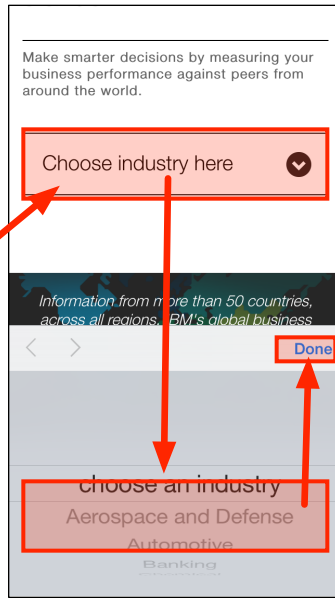 Make smarter decisions by measuring your
business performance against peers from
around the world.
Choose industry here
Information from more than 50 countries,
across all regions, IBM's global business
Done
choose an industry
Aerospace and Defense
Automotive
Banking